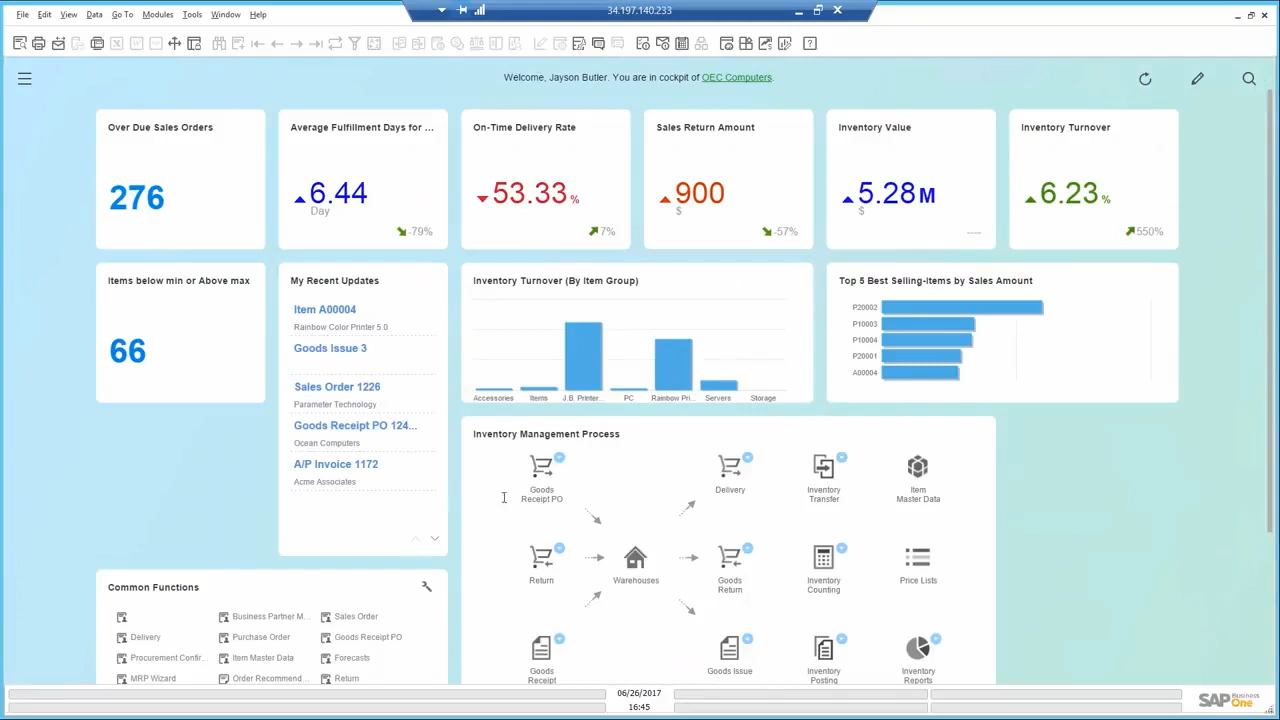 34.197.140.233
File Edit View Data Go To Modules Tools Window Help
Welcome, Jayson Butler. You are in cockpit of OEC Computers.
Over Due Sales Orders
276
Average Fulfillment Days for ...
6.44
Day
-79%
On-Time Delivery Rate
53.33 %
7%
Sales Return Amount
900
$
-57%
Inventory Value
5.28 M
$
----
Inventory Turnover
6.23 %
550%
Items below min or Above max
66
My Recent Updates
Item A00004
Rainbow Color Printer 5.0
Goods Issue 3
Sales Order 1226
Parameter Technology
Goods Receipt PO 124...
Ocean Computers
A/P Invoice 1172
Acme Associates
Inventory Turnover (By Item Group)
Accessories Items J.B. Printer... PC Rainbow Pri... Servers Storage
Top 5 Best Selling-items by Sales Amount
P20002
P10003
P10004
P20001
A00004
Inventory Management Process
Goods
Receipt PO
Delivery
Inventory
Transfer
Item
Master Data
Return
Warehouses
Goods
Return
Inventory
Counting
Price Lists
Goods
Receipt
Goods Issue
Inventory
Posting
Inventory
Reports
Common Functions
Business Partner M...
Sales Order
Delivery
Purchase Order
Goods Receipt PO
Procurement Confir...
Item Master Data
Forecasts
MRP Wizard
Order Recommend...
Return
06/26/2017
16:45
SAP Business One